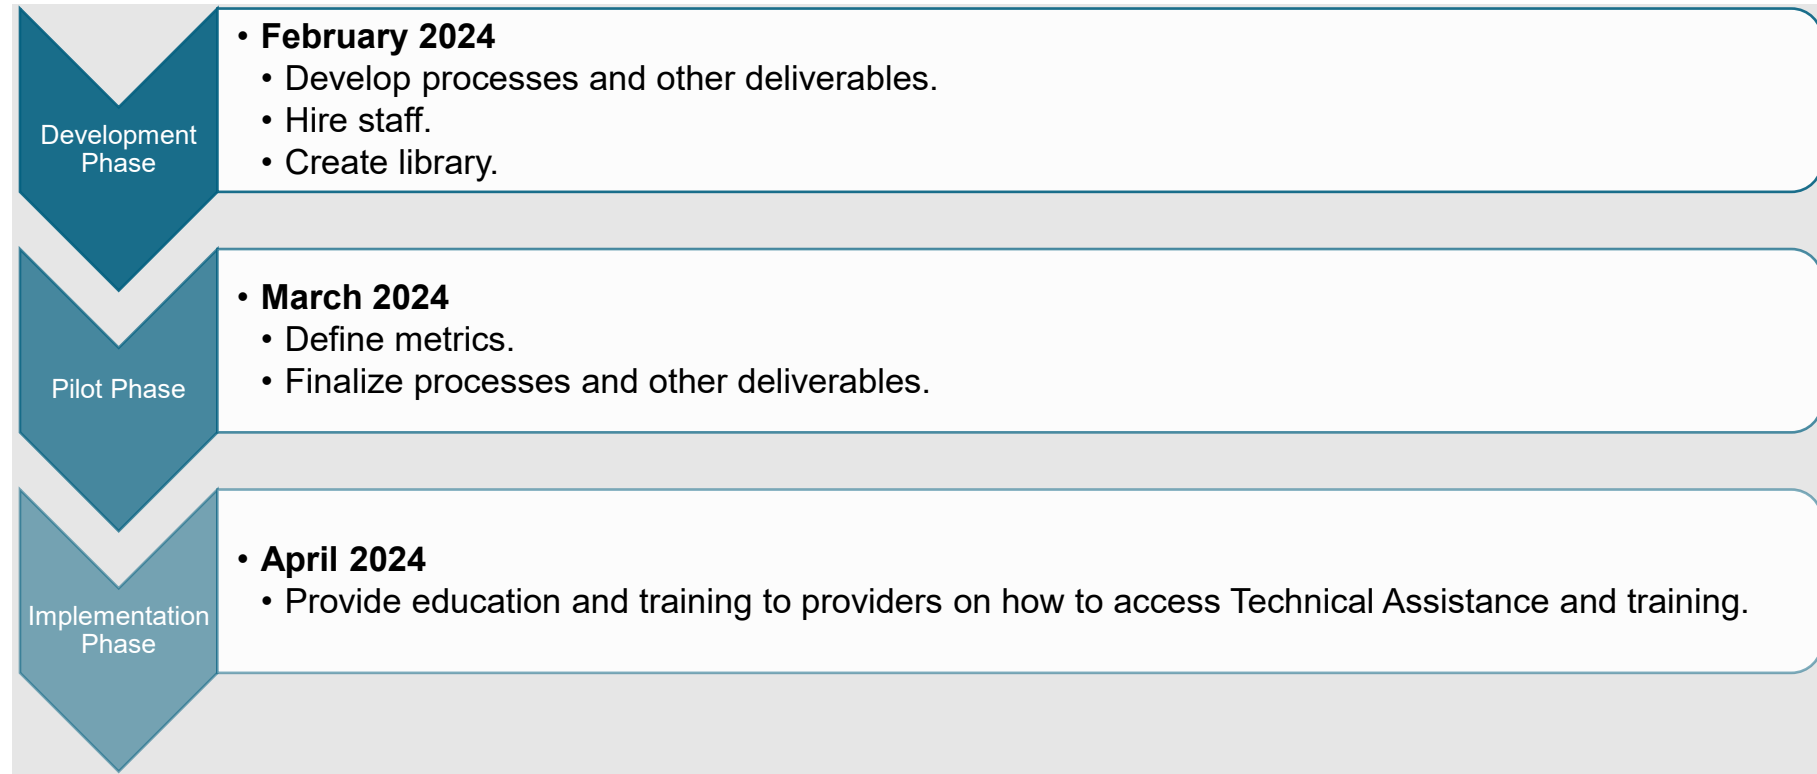 Development
Phase
• February 2024
• Develop processes and other deliverables.
• Hire staff.
• Create library.
Pilot Phase
• March 2024
• Define metrics.
• Finalize processes and other deliverables.
Implementation
Phase
• April 2024
• Provide education and training to providers on how to access Technical Assistance and training.